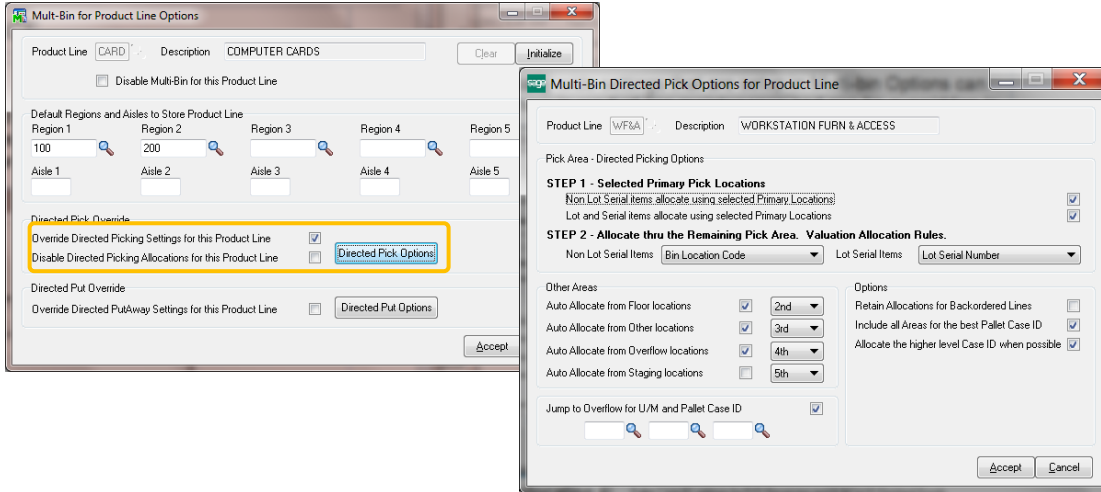 Mult-Bin for Product Line Options
Product Line CARD Description COMPUTER CARDS Clear Initialize
Disable Multi-Bin for this Product Line
Default Regions and Aisles to Store Product Line
Region 1 Region 2 Region 3 Region 4 Region 5
100 200
Aisle 1 Aisle 2 Aisle 3 Aisle 4 Aisle 5
Directed Pick Override
Override Directed Picking Settings for this Product Line
Disable Directed Picking Allocations for this Product Line
Directed Pick Options
Directed Put Override
Override Directed PutAway Settings for this Product Line Directed Put Options
Accept
sage Multi-Bin Directed Pick Options for Product Line
Product Line WF&A Description WORKSTATION FURN & ACCESS
Pick Area - Directed Picking Options
STEP 1 - Selected Primary Pick Locations
Non Lot Serial items allocate using selected Primary Locations
Lot and Serial items allocate using selected Primary Locations
STEP 2 - Allocate thru the Remaining Pick Area. Valuation Allocation Rules.
Non Lot Serial Items Bin Location Code Lot Serial Items Lot Serial Number
Other Areas
Auto Allocate from Floor locations 2nd
Auto Allocate from Other locations 3rd
Auto Allocate from Overflow locations 4th
Auto Allocate from Staging locations 5th
Options
Retain Allocations for Backordered Lines
Include all Areas for the best Pallet Case ID
Allocate the higher level Case ID when possible
Jump to Overflow for U/M and Pallet Case ID
Accept Cancel